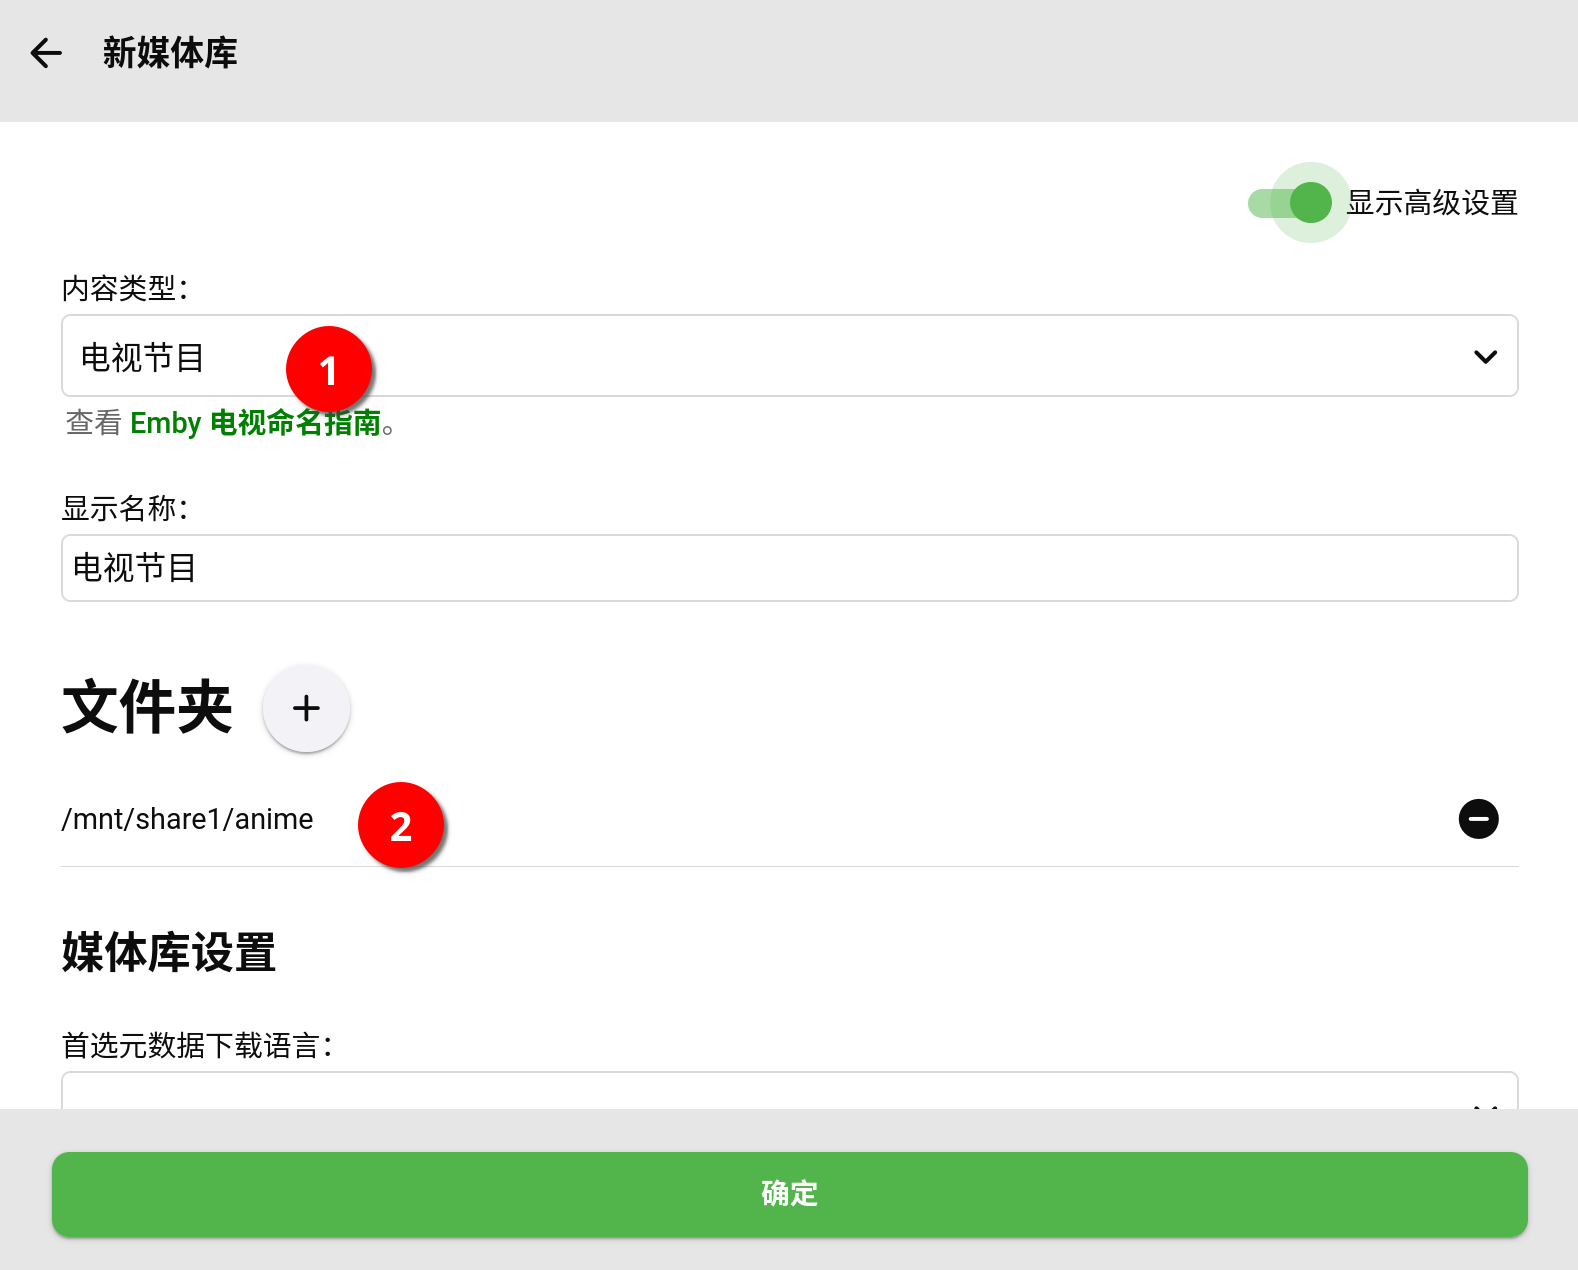 新媒体库
显示高级设置
内容类型：
电视节目
1
查看 Emby 电视命名指南。
显示名称：
电视节目
文件夹
/mnt/share1/anime
2
媒体库设置
首选元数据下载语言：
确定